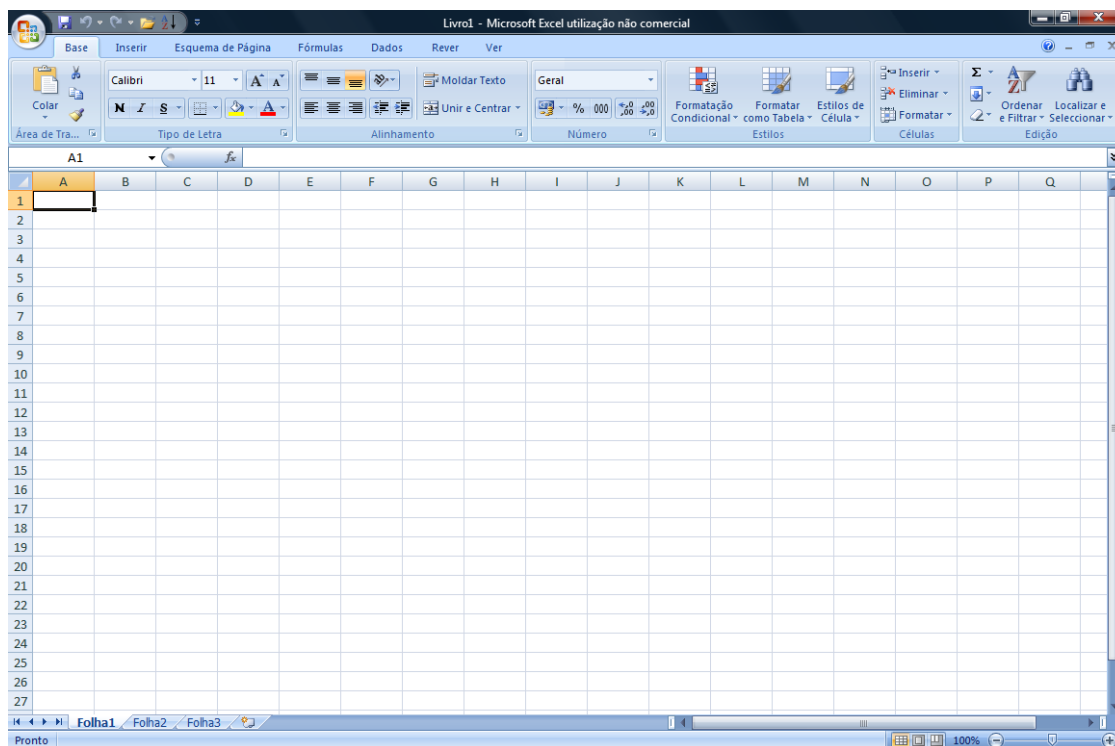 Livro1 - Microsoft Excel utilização não comercial
Base Inserir Esquema de Página Fórmulas Dados Rever Ver
Colar
Calibri 11 A A
N I S A
Moldar Texto
Unir e Centrar
Geral
% 000 ,00 ,0 ,00 ,0
Formatação Condicional
Formatar como Tabela
Estilos de Célula
Inserir
Eliminar
Formatar
Σ
Ordenar e Filtrar
Localizar e Seleccionar
Área de Tra... Tipo de Letra Alinhamento Número Estilos Células Edição
A1 fx
A B C D E F G H I J K L M N O P Q
1
2
3
4
5
6
7
8
9
10
11
12
13
14
15
16
17
18
19
20
21
22
23
24
25
26
27
Folha1 Folha2 Folha3
Pronto 100%